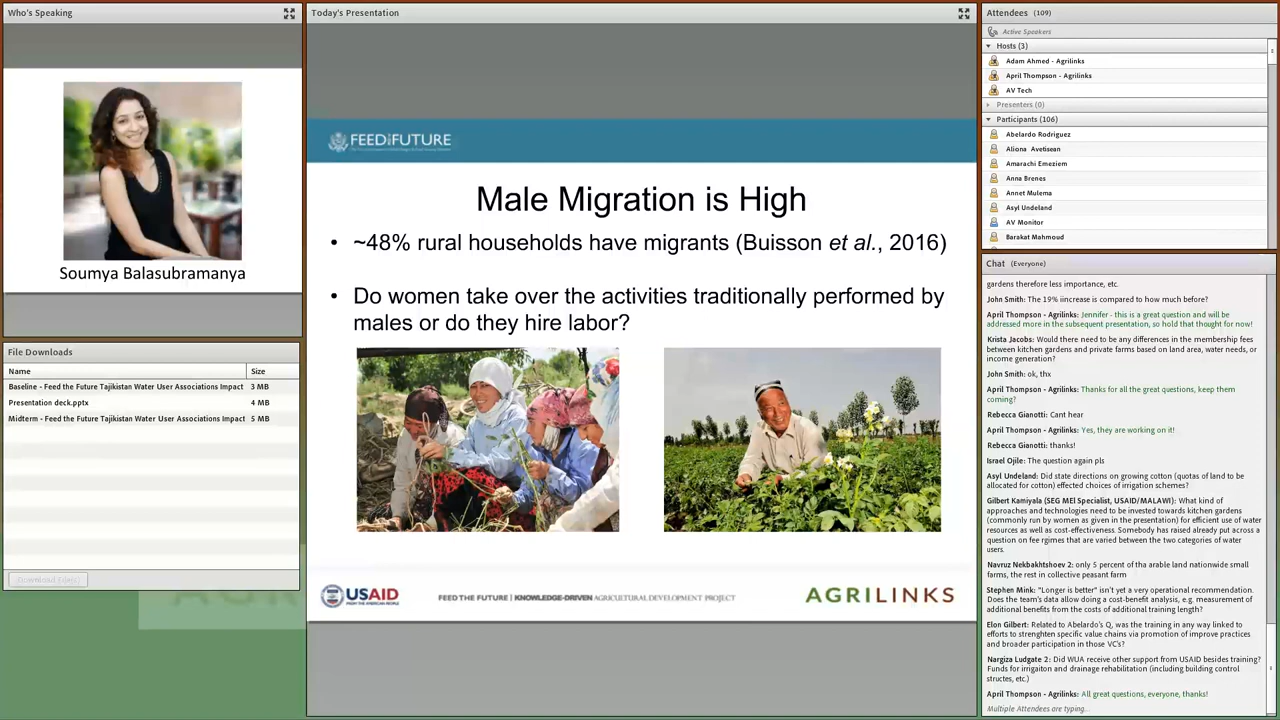 Who's Speaking
Soumya Balasubramanya
File Downloads
Name Size
Baseline - Feed the Future Tajikistan Water User Associations Impact 3 MB
Presentation deck.pptx 4 MB
Midterm - Feed the Future Tajikistan Water User Associations Impact 5 MB
Download File(s)
Today's Presentation
FEED THE FUTURE
Male Migration is High
• ~48% rural households have migrants (Buisson et al., 2016)
• Do women take over the activities traditionally performed by
males or do they hire labor?
USAID
FROM THE AMERICAN PEOPLE
FEED THE FUTURE | KNOWLEDGE-DRIVEN AGRICULTURAL DEVELOPMENT PROJECT
AGRILINKS
Attendees (109)
Active Speakers
Hosts (3)
Adam Ahmed - Agrilinks
April Thompson - Agrilinks
AV Tech
Presenters (0)
Participants (106)
Abelardo Rodriguez
Aliona Avetisean
Amarachi Emeziem
Anna Brenes
Annet Mulema
Asyl Undeland
AV Monitor
Barakat Mahmoud
Chat (Everyone)
gardens therefore less importance, etc.
John Smith: The 19% iincrease is compared to how much before?
April Thompson - Agrilinks: Jennifer - this is a great question and will be
addressed more in the subsequent presentation, so hold that thought for now!
Krista Jacobs: Would there need to be any differences in the membership fees
between kitchen gardens and private farms based on land area, water needs, or
income generation?
John Smith: ok, thx
April Thompson - Agrilinks: Thanks for all the great questions, keep them
coming?
Rebecca Gianotti: Cant hear
April Thompson - Agrilinks: Yes, they are working on it!
Rebecca Gianotti: thanks!
Israel Ojile: The question again pls
Asyl Undeland: Did state directions on growing cotton (quotas of land to be
allocated for cotton) effected choices of irrigation schemes?
Gilbert Kamiyala (SEG MEl Specialist, USAID/MALAWI): What kind of
approaches and technologies need to be invested towards kitchen gardens
(commonly run by women as given in the presentation) for efficient use of water
resources as well as cost-effectiveness. Somebody has raised already put across a
question on fee rgimes that are varied between the two categories of water
users.
Navruz Nekbakhtshoev 2: only 5 percent of tha arable land nationwide small
farms, the rest in collective peasant farm
Stephen Mink: "Longer is better" isn't yet a very operational recommendation.
Does the team's data allow doing a cost-benefit analysis, e.g. measurement of
additional benefits from the costs of additional training length?
Elon Gilbert: Related to Abelardo's Q, was the training in any way linked to
efforts to strenghten specific value chains via promotion of improve practices
and broader participation in those VC's?
Nargiza Ludgate 2: Did WUA receive other support from USAID besides training?
Funds for irrigaiton and drainage rehabilitation (including building control
structes, etc.)
April Thompson - Agrilinks: All great questions, everyone, thanks!
Multiple Attendees are typing...